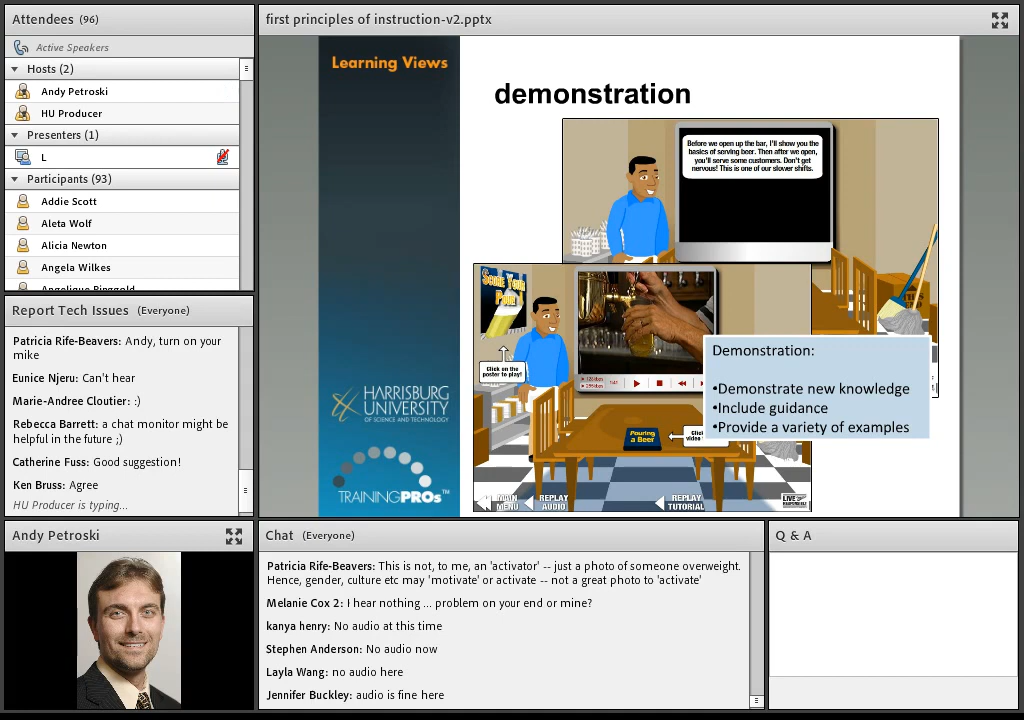 Attendees (96)
Active Speakers
Hosts (2)
Andy Petroski
HU Producer
Presenters (1)
L
Participants (93)
Addie Scott
Aleta Wolf
Alicia Newton
Angela Wilkes
Angelique Ringgold
Report Tech Issues (Everyone)
Patricia Rife-Beavers: Andy, turn on your
mike
Eunice Njeru: Can't hear
Marie-Andree Cloutier: :)
Rebecca Barrett: a chat monitor might be
helpful in the future ;)
Catherine Fuss: Good suggestion!
Ken Bruss: Agree
HU Producer is typing...
Andy Petroski
first principles of instruction-v2.pptx
Learning Views
HARRISBURG
UNIVERSITY
OF SCIENCE AND TECHNOLOGY
TRAININGPROs™
demonstration
Before we open up the bar, I'll show you the
basics of serving beer. Then after we open,
you'll serve some customers. Don't get
nervous! This is one of our slower shifts.
Score Your
Pour!
Click on the
poster to play!
Pouring
a Beer
video
MAIN
MENU
REPLAY
AUDIO
REPLAY
TUTORIAL
LIVE
Demonstration:
•Demonstrate new knowledge
•Include guidance
•Provide a variety of examples
Chat (Everyone)
Patricia Rife-Beavers: This is not, to me, an 'activator' -- just a photo of someone overweight.
Hence, gender, culture etc may 'motivate' or activate -- not a great photo to 'activate'
Melanie Cox 2: I hear nothing ... problem on your end or mine?
kanya henry: No audio at this time
Stephen Anderson: No audio now
Layla Wang: no audio here
Jennifer Buckley: audio is fine here
Q & A